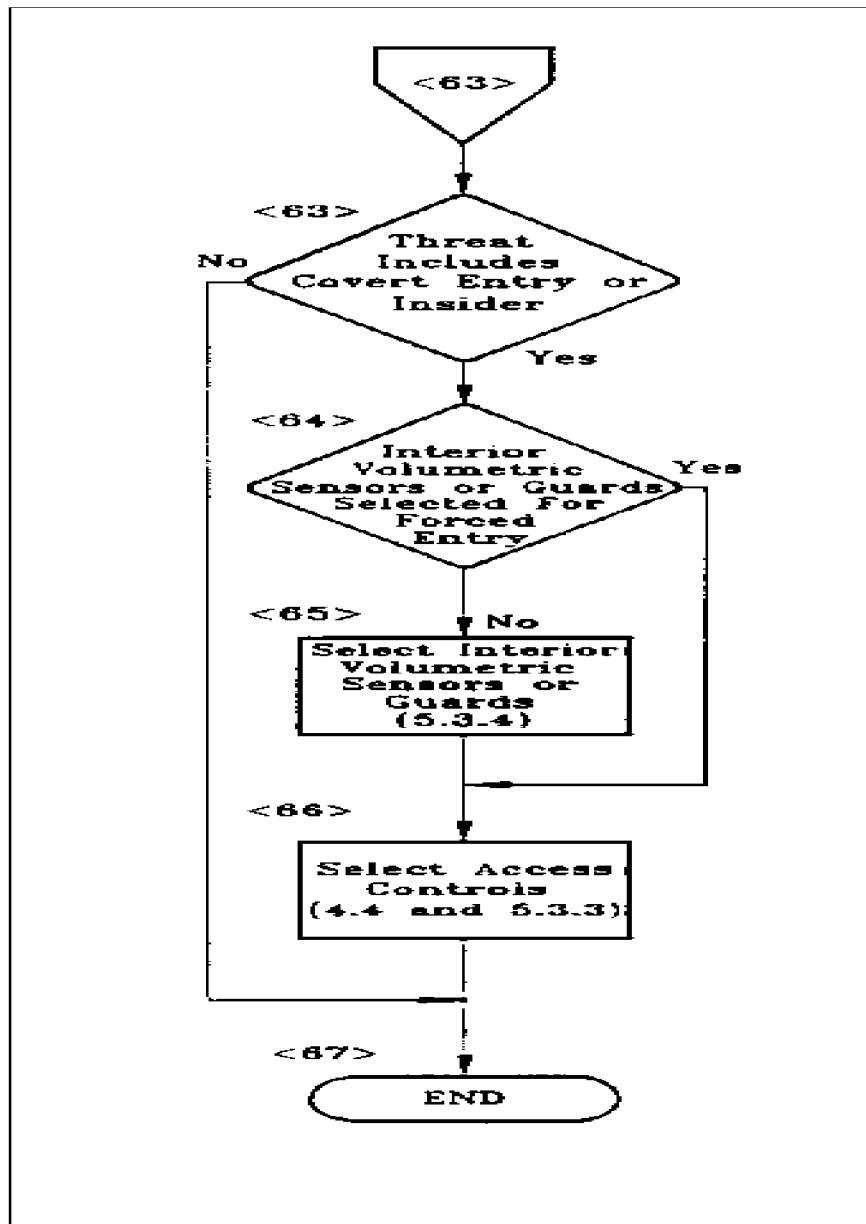 <63>
<63>
Threat
Includes
Covert Entry or
Insider
No
Yes
<64>
Interior
Volumetric
Sensors or Guards
Selected For
Forced
Entry
Yes
<65>
No
Select Interior
Volumetric
Sensors or
Guards
(5.3.4)
<66>
Select Access
Controls
(4.4 and 5.3.3)
<67>
END